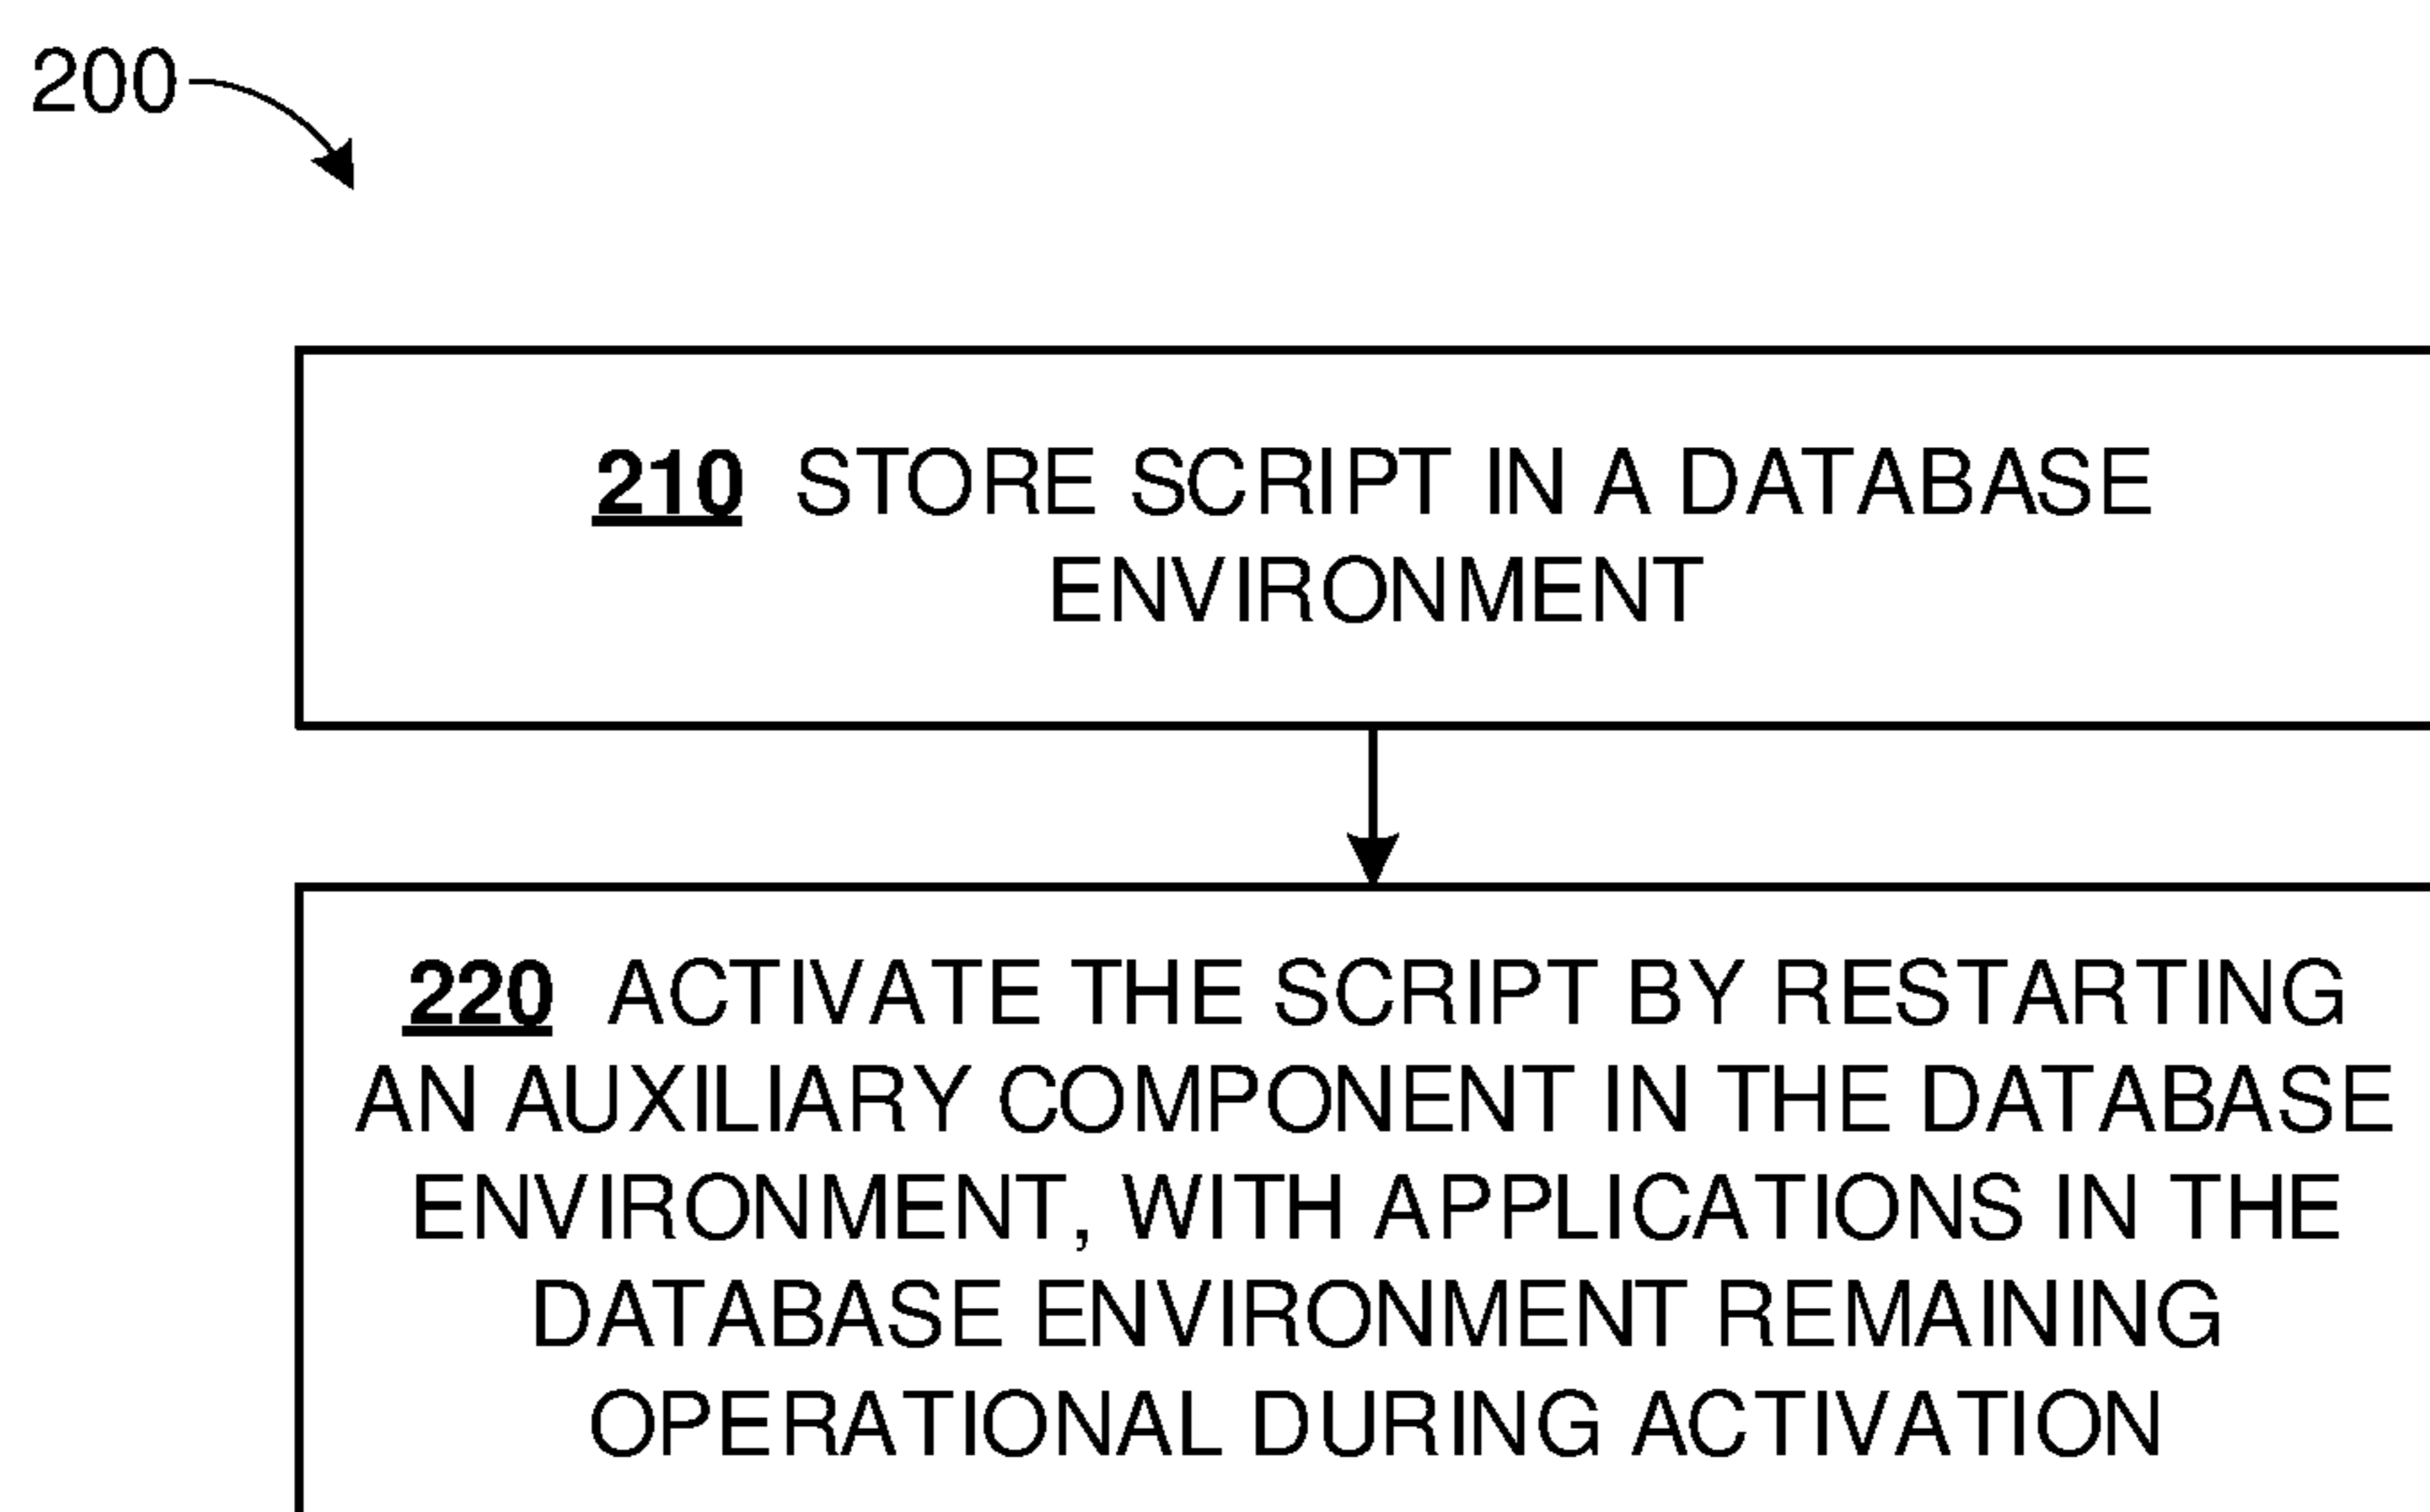 200
210 STORE SCRIPT IN A DATABASE
ENVIRONMENT
220 ACTIVATE THE SCRIPT BY RESTARTING
AN AUXILIARY COMPONENT IN THE DATABASE
ENVIRONMENT, WITH APPLICATIONS IN THE
DATABASE ENVIRONMENT REMAINING
OPERATIONAL DURING ACTIVATION